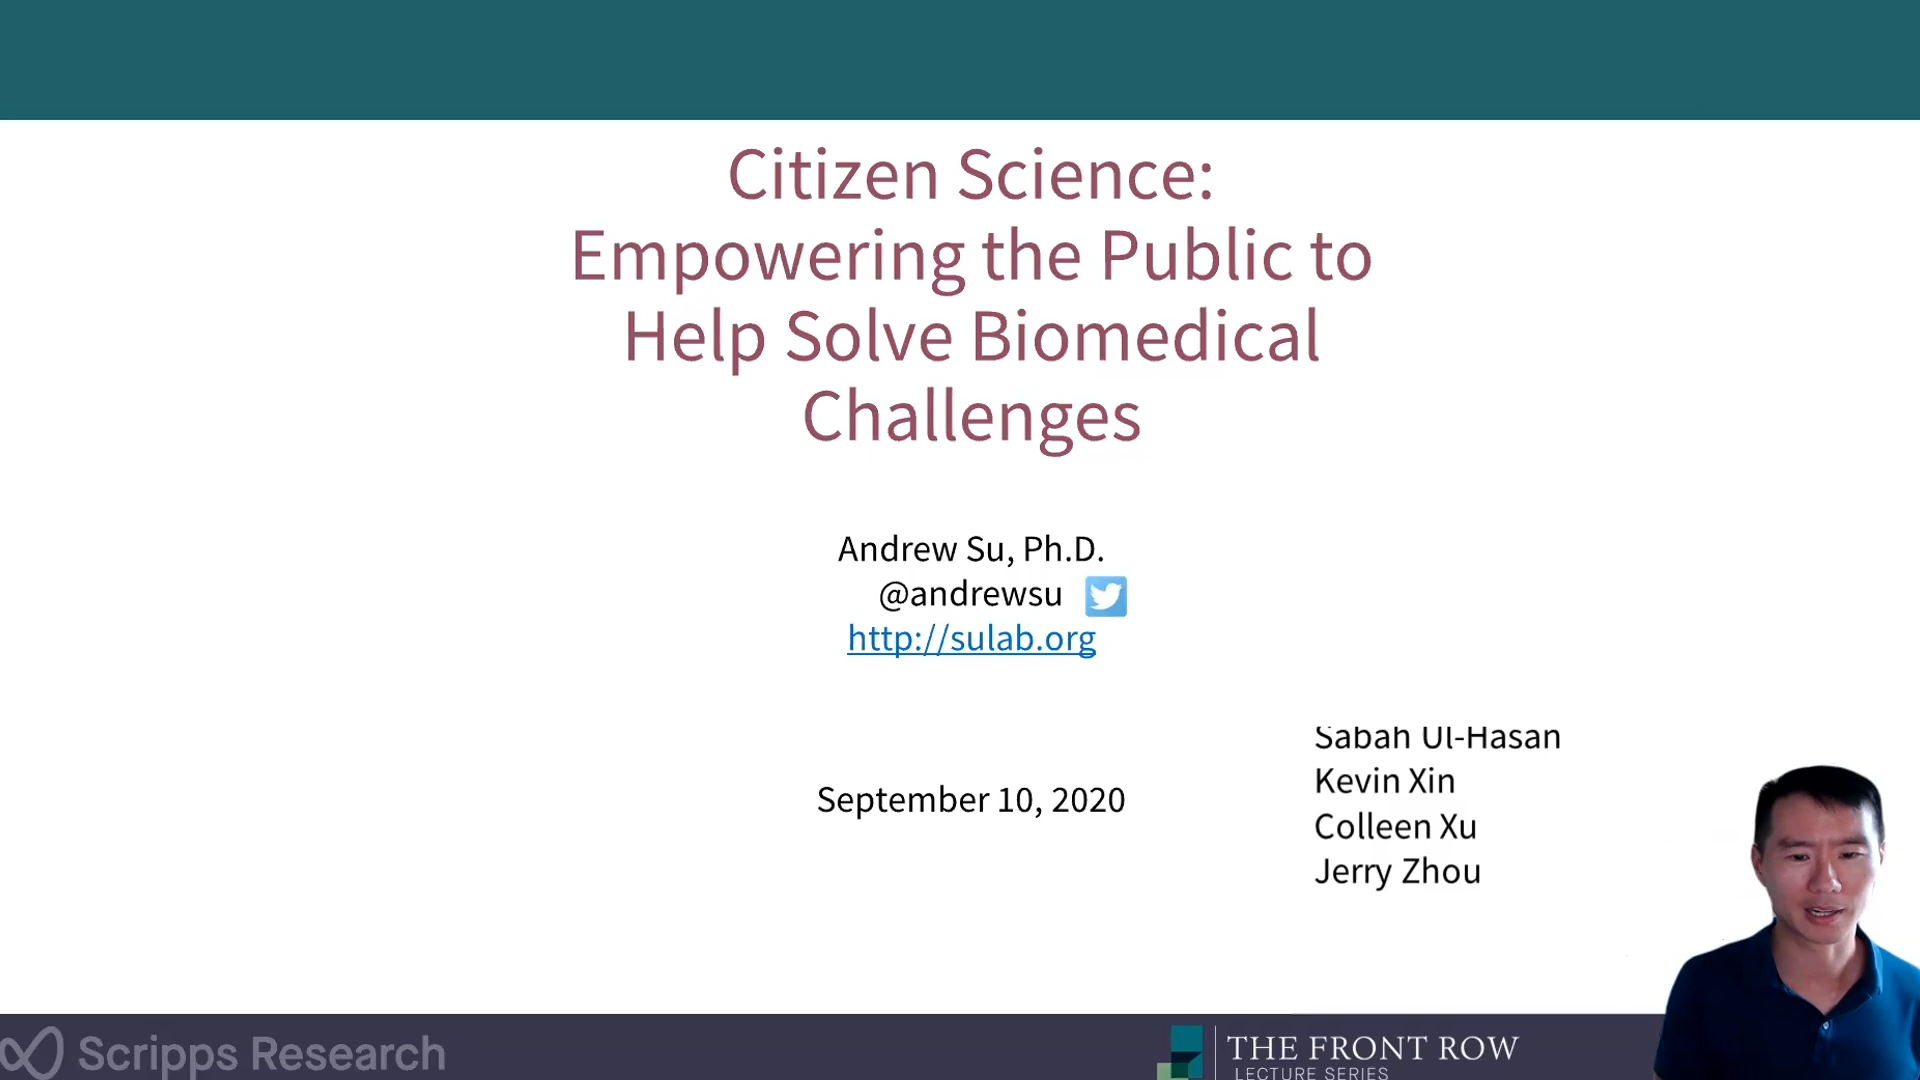 Citizen Science:
Empowering the Public to
Help Solve Biomedical
Challenges
Andrew Su, Ph.D.
@andrewsu
http://sulab.org
September 10, 2020
Sabah Ul-Hasan
Kevin Xin
Colleen Xu
Jerry Zhou
Scripps Research
THE FRONT ROW
LECTURE SERIES